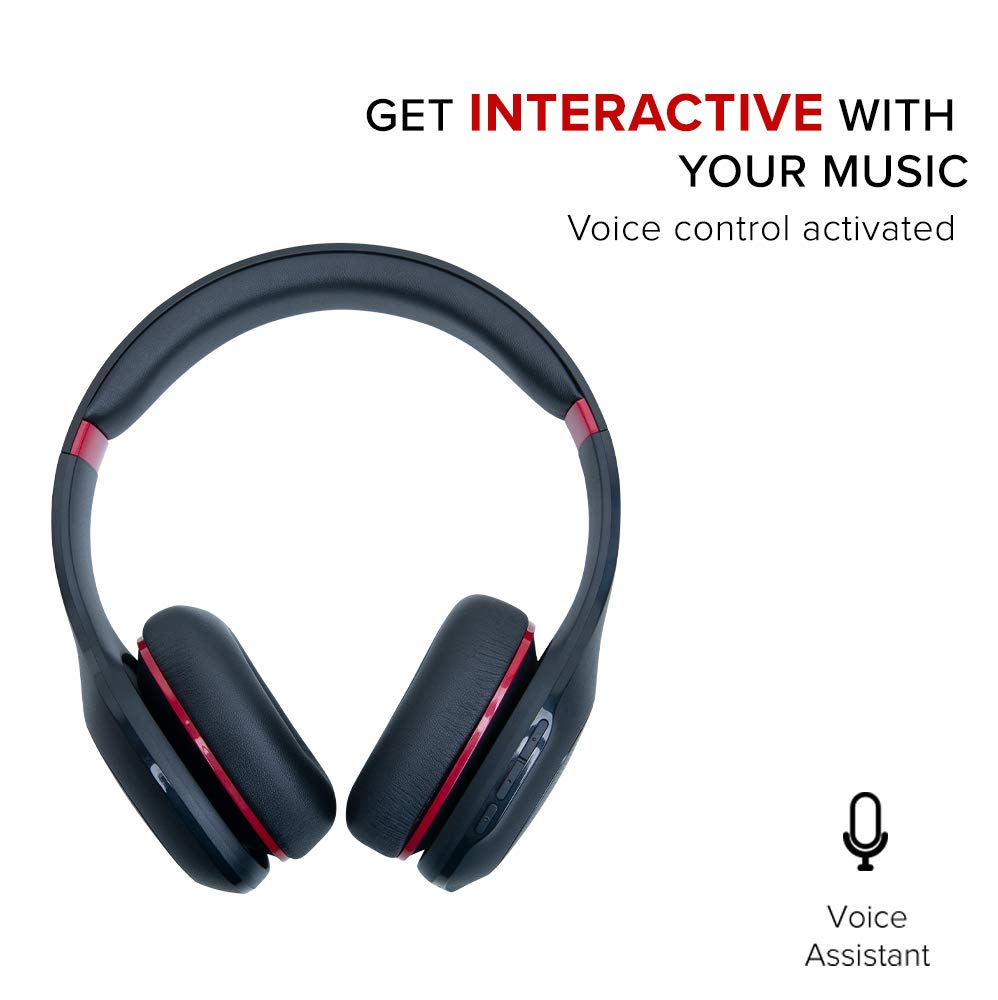 GET INTERACTIVE WITH
YOUR MUSIC
Voice control activated
Voice
Assistant